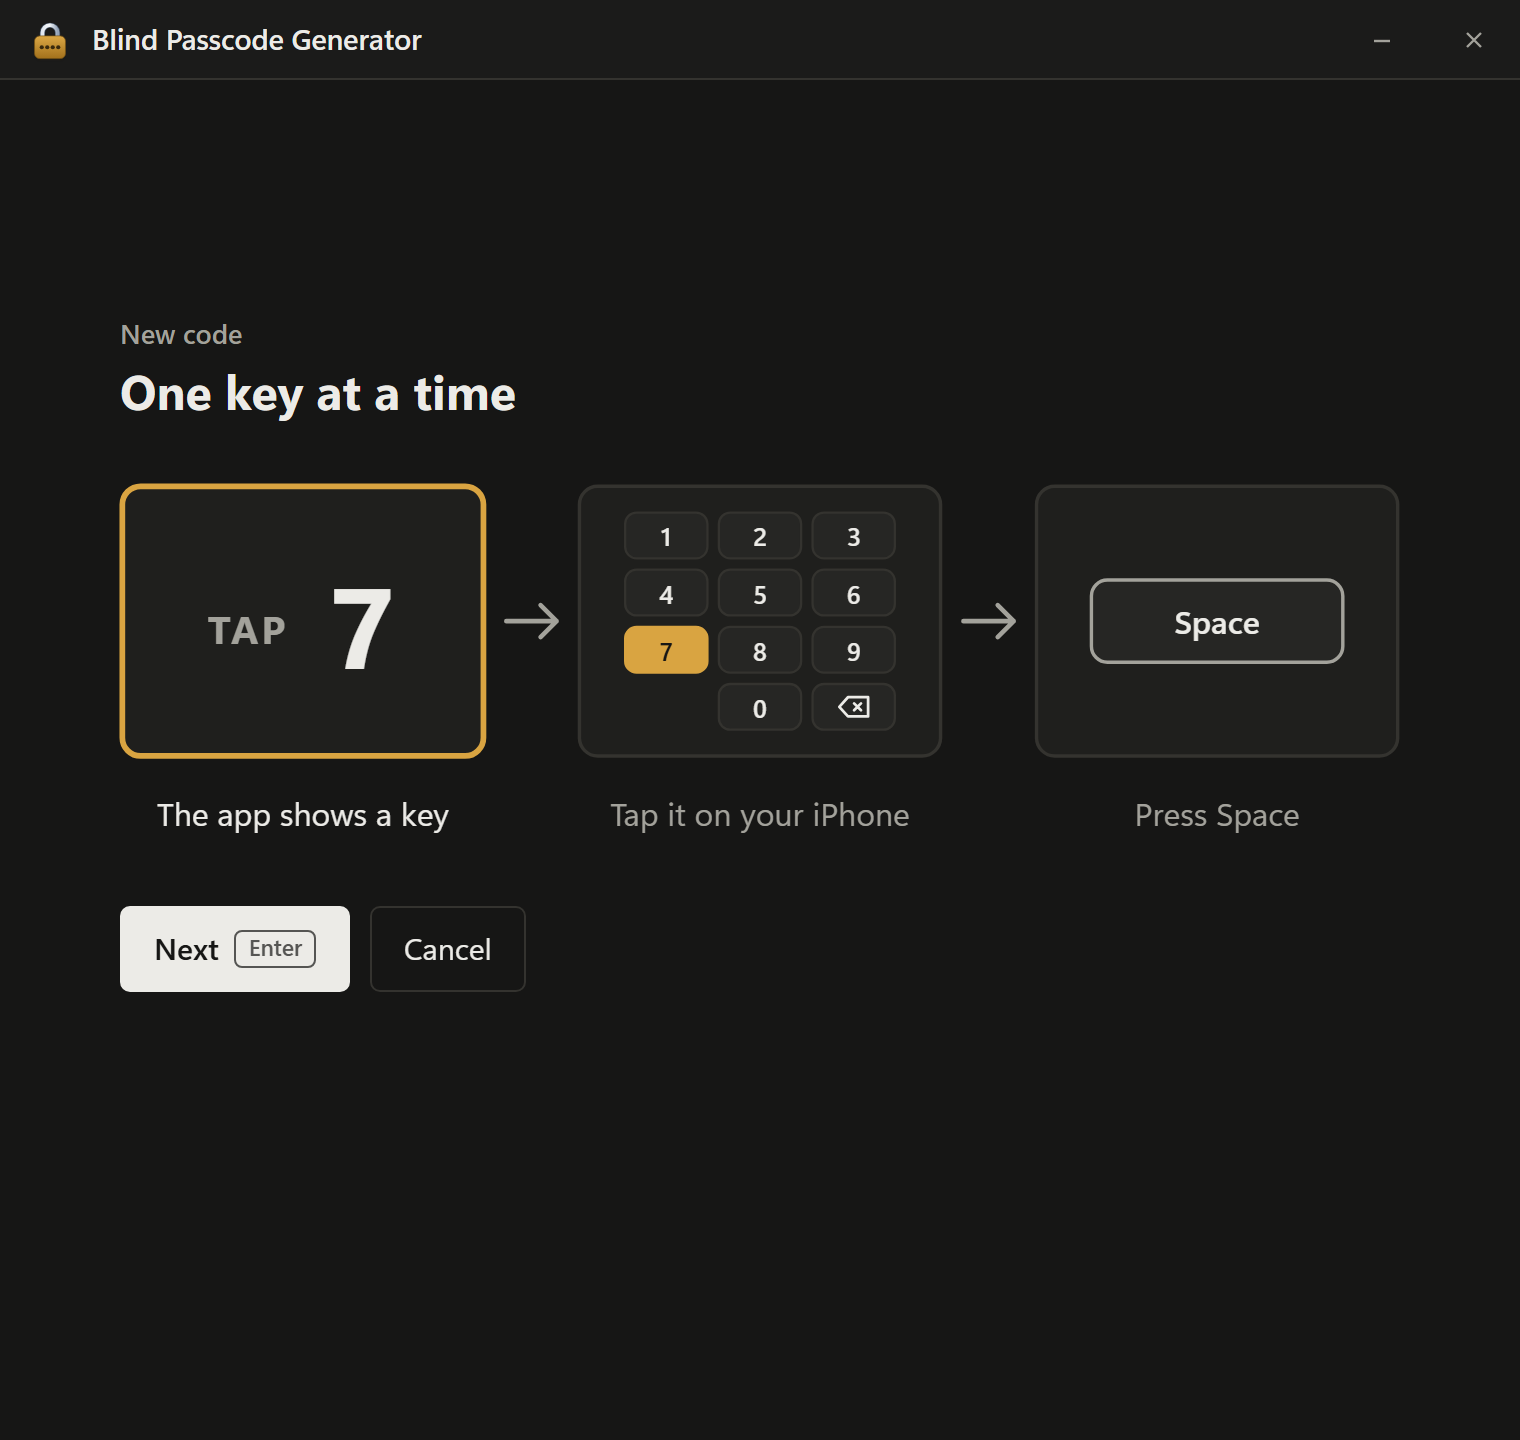 Blind Passcode Generator
New code
One key at a time
TAP 7
1 2 3
4 5 6
7 8 9
0
Space
The app shows a key
Tap it on your iPhone
Press Space
Next Enter
Cancel